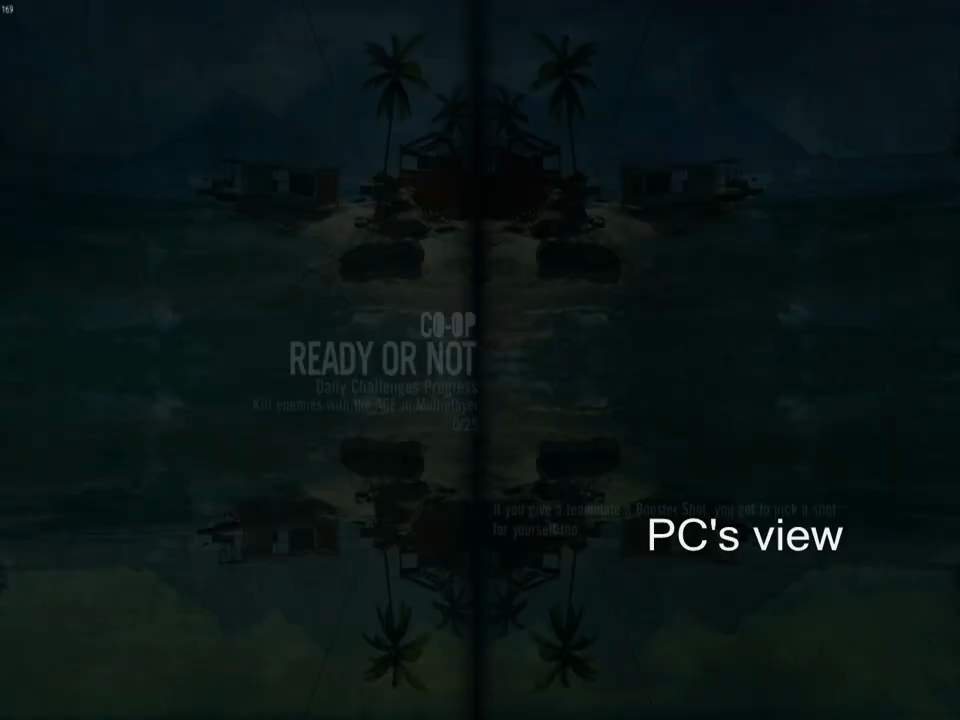 169
CO-OP
READY OR NOT
Daily Challenges Progress
Kill enemies with the ACE in Multiplayer
0/25
If you give a teammate a Booster Shot, you get to pick a shot
for yourself too.
PC's view